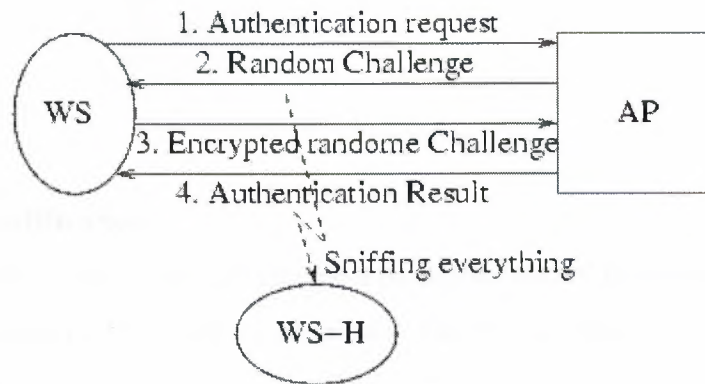 1. Authentication request
2. Random Challenge
WS
AP
3. Encrypted randome Challenge
4. Authentication Result
Sniffing everything
WS-H